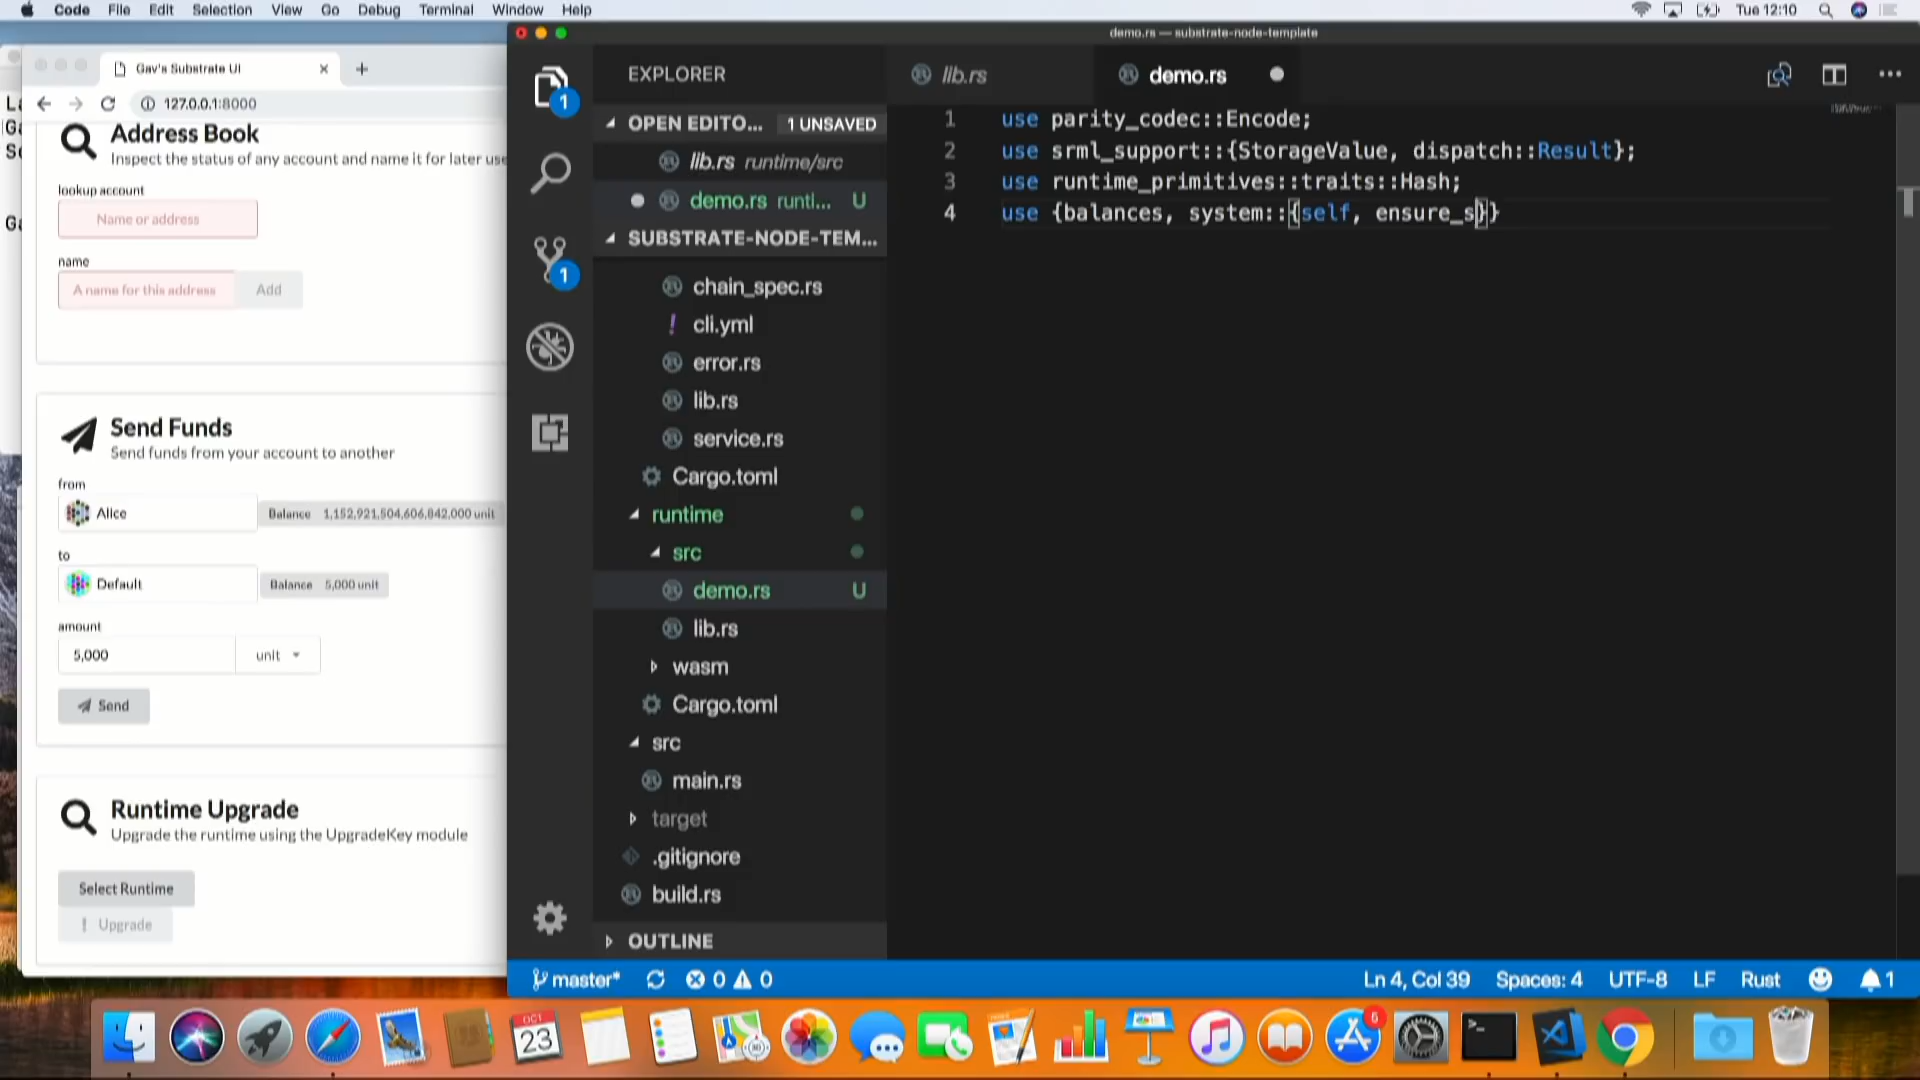 Code File Edit Selection View Go Debug Terminal Window Help
Tue 12:10
Gav's Substrate UI
127.0.0.1:8000
Address Book
Inspect the status of any account and name it for later use
lookup account
Name or address
name
A name for this address
Add
Send Funds
Send funds from your account to another
from
Alice
Balance 1,152,921,504,606,842,000 unit
to
Default
Balance 5,000 unit
amount
5,000
unit
Send
Runtime Upgrade
Upgrade the runtime using the UpgradeKey module
Select Runtime
! Upgrade
demo.rs — substrate-node-template
EXPLORER
OPEN EDITO... 1 UNSAVED
lib.rs runtime/src
demo.rs runti... U
SUBSTRATE-NODE-TEM...
chain_spec.rs
! cli.yml
error.rs
lib.rs
service.rs
Cargo.toml
runtime
src
demo.rs U
lib.rs
wasm
Cargo.toml
src
main.rs
target
.gitignore
build.rs
OUTLINE
1
1
lib.rs
demo.rs
1 use parity_codec::Encode;
2 use srml_support::{StorageValue, dispatch::Result};
3 use runtime_primitives::traits::Hash;
4 use {balances, system::{self, ensure_s}}
master* 0 0
Ln 4, Col 39 Spaces: 4 UTF-8 LF Rust 1
OCT
23
5